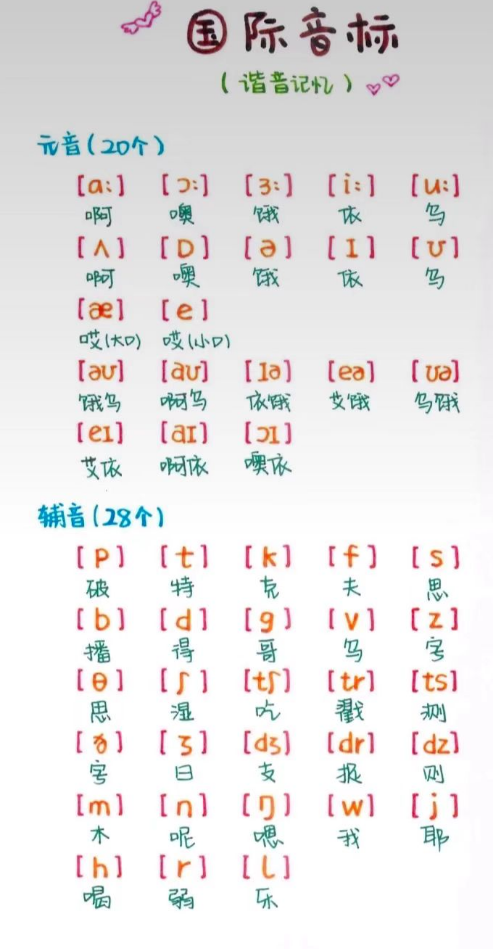 国际音标
(谐音记忆)
元音(20个)
[ɑː] [ɔː] [ɜː] [iː] [uː]
啊 噢 饿 依 乌
[ʌ] [ɒ] [ə] [ɪ] [ʊ]
啊 噢 饿 依 乌
[æ] [e]
哎(大口) 哎(小口)
[əʊ] [aʊ] [ɪə] [eə] [ʊə]
饿乌 啊乌 依饿 艾饿 乌饿
[eɪ] [aɪ] [ɔɪ]
艾依 啊依 噢依
辅音(28个)
[p] [t] [k] [f] [s]
破 特 克 夫 思
[b] [d] [g] [v] [z]
播 得 哥 乌 字
[θ] [ʃ] [tʃ] [tr] [ts]
思 湿 吃 戳 测
[ð] [ʒ] [dʒ] [dr] [dz]
字 日 支 捉 则
[m] [n] [ŋ] [w] [j]
木 呢 嗯 我 耶
[h] [r] [l]
喝 弱 乐